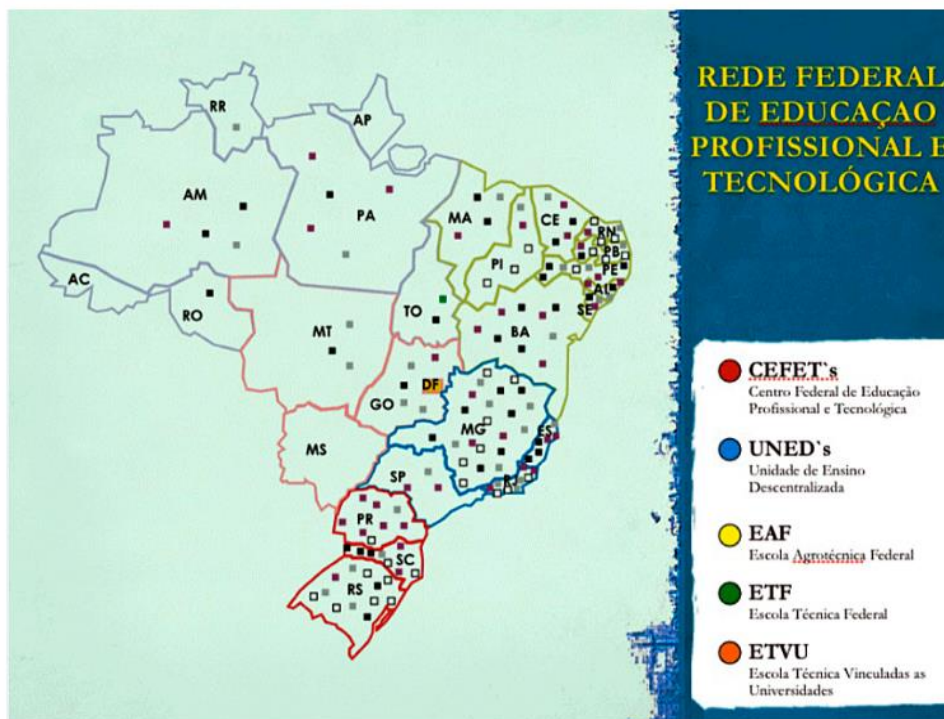 REDE FEDERAL
DE EDUCAÇAO
PROFISSIONAL E
TECNOLÓGICA
RR
AP
AM
PA
MA
CE
RN
PB
PI
PE
AC
AL
TO
SE
RO
BA
MT
DF
GO
MG
ES
MS
SP
RJ
PR
SC
RS
CEFET`s
Centro Federal de Educação
Profissional e Tecnológica
UNED`s
Unidade de Ensino
Descentralizada
EAF
Escola Agrotécnica Federal
ETF
Escola Técnica Federal
ETVU
Escola Técnica Vinculadas as
Universidades